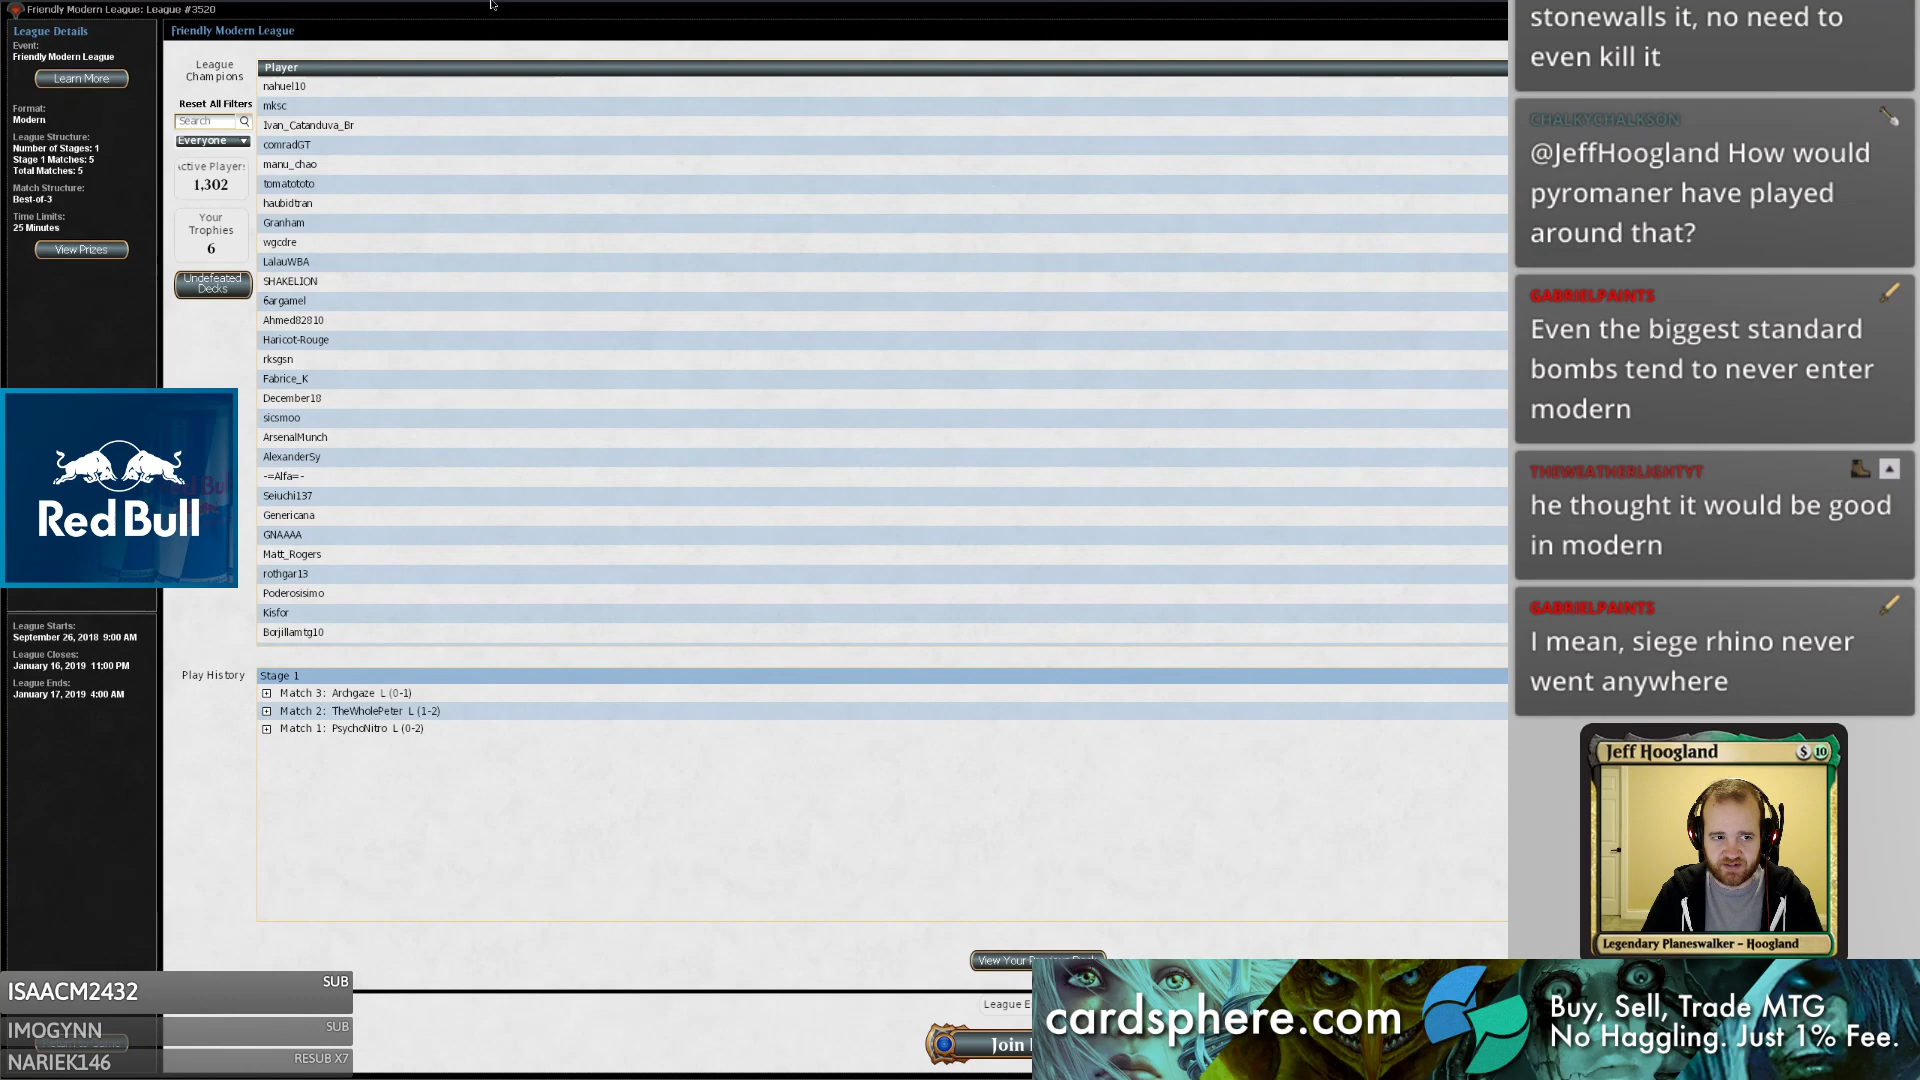 Friendly Modern League: League #3520
League Details
Event:
Friendly Modern League
Learn More
Format:
Modern
League Structure:
Number of Stages: 1
Stage 1 Matches: 5
Total Matches: 5
Match Structure:
Best-of-3
Time Limits:
25 Minutes
View Prizes
Red Bull
League Starts:
September 26, 2018 9:00 AM
League Closes:
January 16, 2019 11:00 PM
League Ends:
January 17, 2019 4:00 AM
Friendly Modern League
League
Champions
Reset All Filters
Search
Everyone
Active Players
1,302
Your
Trophies
6
Undefeated
Decks
Player
nahuel10
mksc
Ivan_Catanduva_Br
comradGT
manu_chao
tomatototo
haubidtran
Granham
wgcdre
LalauWBA
SHAKELION
6argamel
Ahmed82810
Haricot-Rouge
rksgsn
Fabrice_K
December18
sicsmoo
ArsenalMunch
AlexanderSy
-=Alfa=-
Seiuchi137
Genericana
GNAAAA
Matt_Rogers
rothgar13
Poderosisimo
Kisfor
Borjillamtg10
Play History
Stage 1
Match 3: Archgaze L (0-1)
Match 2: TheWholePeter L (1-2)
Match 1: PsychoNitro L (0-2)
View Your
League E
Join
stonewalls it, no need to
even kill it
CHALKYCHALKSON
@JeffHoogland How would
pyromaner have played
around that?
GABRIELPAINTS
Even the biggest standard
bombs tend to never enter
modern
THEWEATHERLIGHTYT
he thought it would be good
in modern
GABRIELPAINTS
I mean, siege rhino never
went anywhere
Jeff Hoogland
$ 10
Legendary Planeswalker – Hoogland
ISAACM2432 SUB
IMOGYNN SUB
NARIEK146 RESUB X7
cardsphere.com
Buy, Sell, Trade MTG
No Haggling. Just 1% Fee.